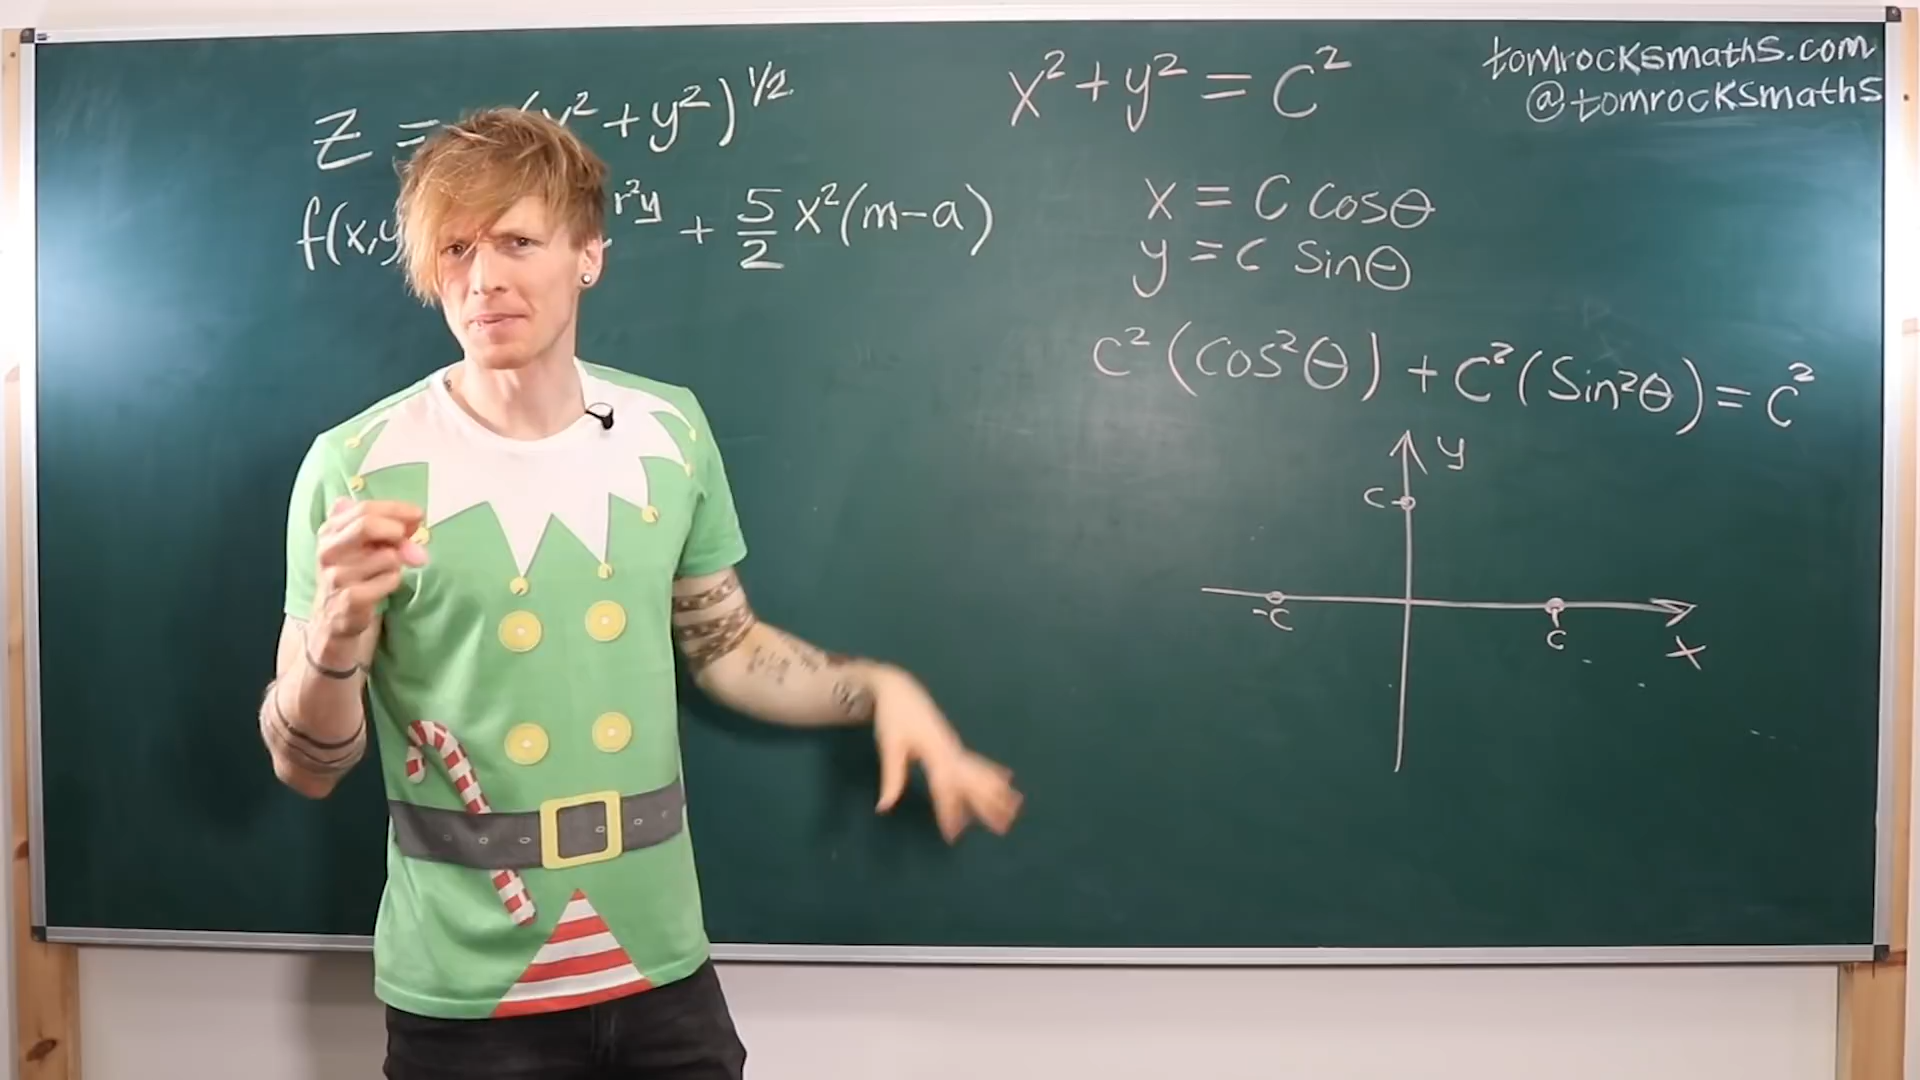 z = (x² + y²)^1/2
f(x,y r²y + 5/2 x²(m-a)
x² + y² = c²
tomrocksmaths.com
@tomrocksmaths
x = c cosθ
y = c sinθ
c²(cos²θ) + c²(sin²θ) = c²
y
c
-c
c
x